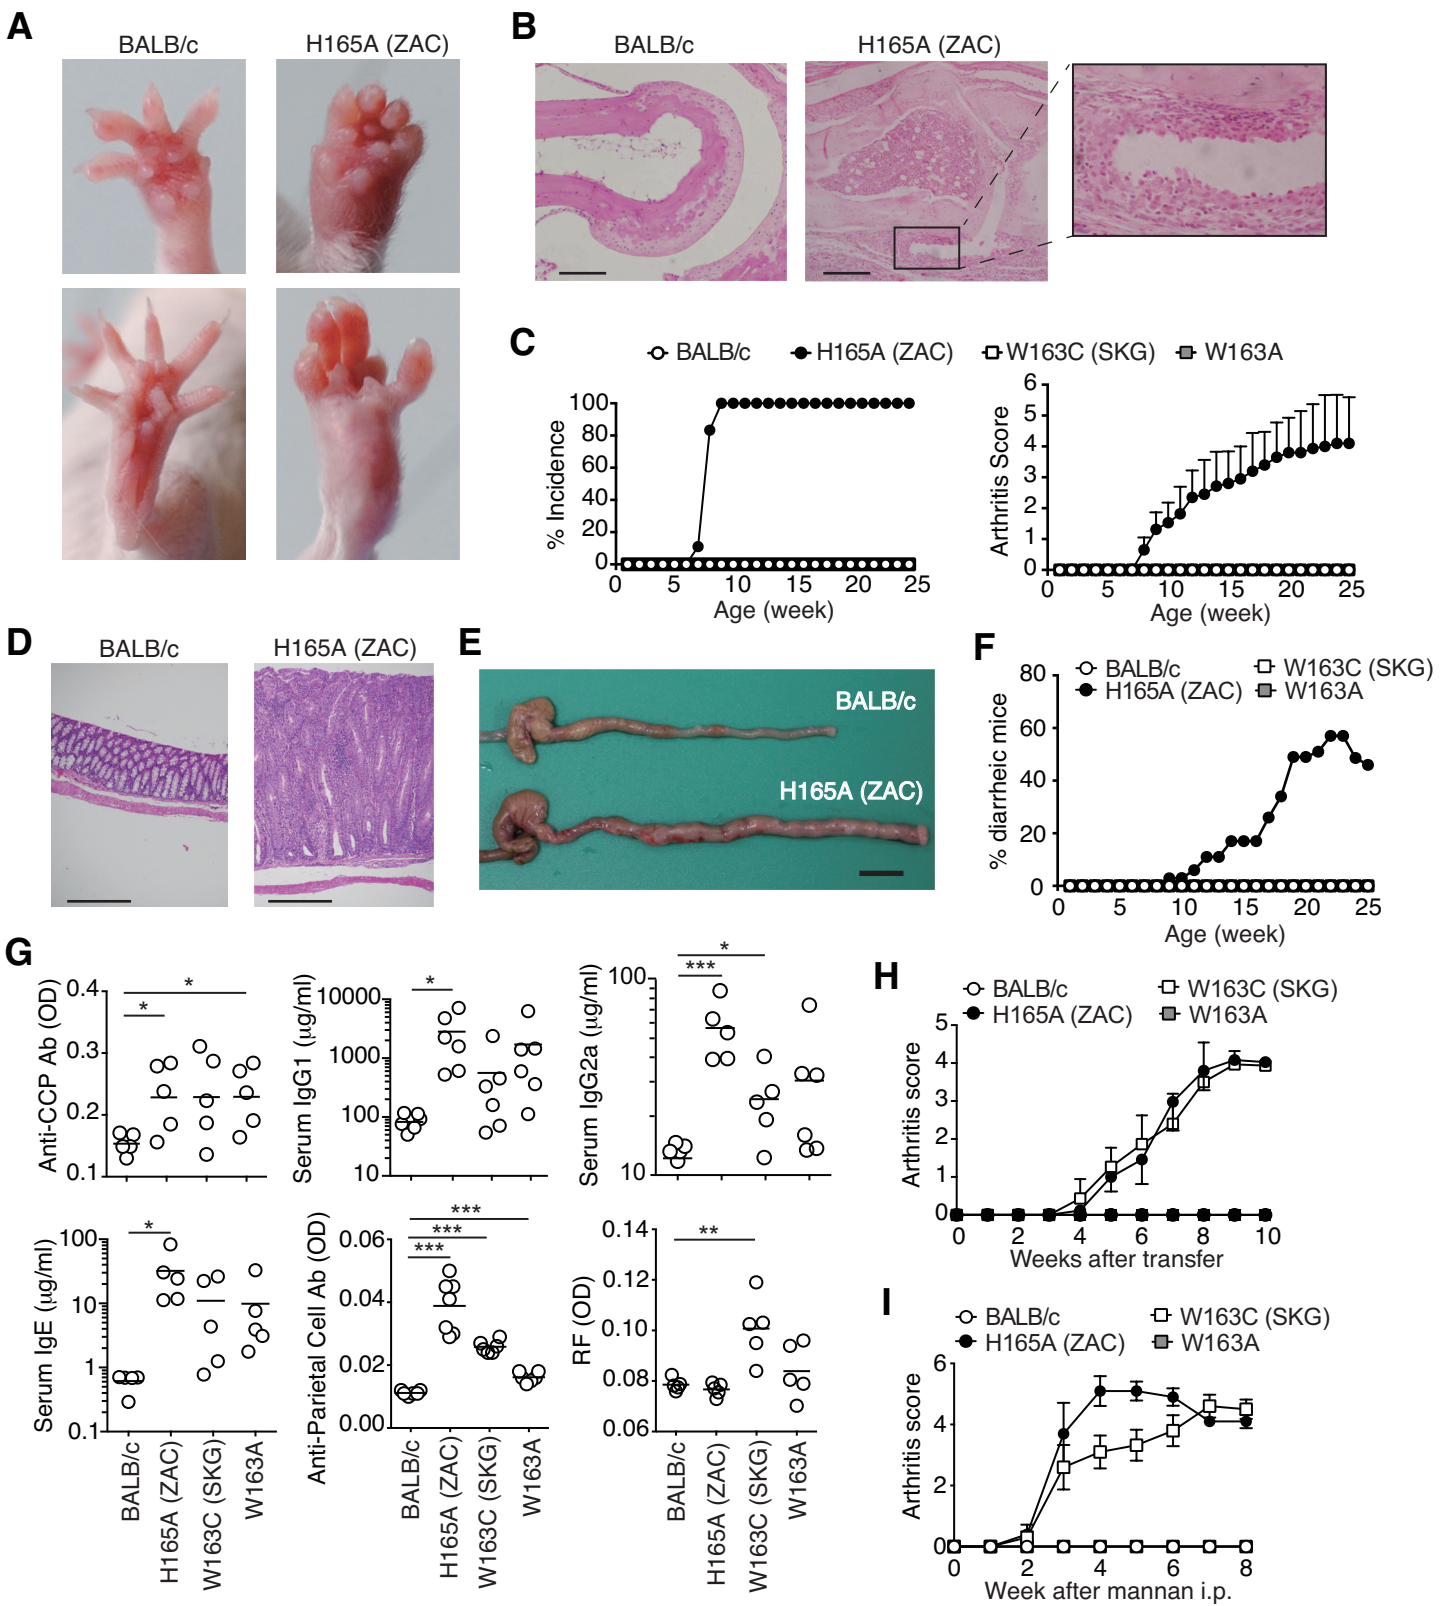 A
BALB/c
H165A (ZAC)
B
BALB/c
H165A (ZAC)
C
BALB/c
H165A (ZAC)
W163C (SKG)
W163A
% Incidence
100
80
60
40
20
0
0 5 10 15 20 25
Age (week)
Arthritis Score
6
5
4
3
2
1
0
0 5 10 15 20 25
Age (week)
D
BALB/c
H165A (ZAC)
E
BALB/c
H165A (ZAC)
F
BALB/c
W163C (SKG)
H165A (ZAC)
W163A
% diarrheic mice
80
60
40
20
0
0 5 10 15 20 25
Age (week)
G
Anti-CCP Ab (OD)
0.4
0.3
0.2
0.1
*
*
Serum IgG1 (μg/ml)
10000
1000
100
10
*
Serum IgG2a (μg/ml)
100
10
*
***
Serum IgE (μg/ml)
100
10
1
0.1
*
BALB/c
H165A (ZAC)
W163C (SKG)
W163A
Anti-Parietal Cell Ab (OD)
0.06
0.04
0.02
0.00
***
***
***
BALB/c
H165A (ZAC)
W163C (SKG)
W163A
RF (OD)
0.14
0.12
0.10
0.08
0.06
**
BALB/c
H165A (ZAC)
W163C (SKG)
W163A
H
BALB/c
W163C (SKG)
H165A (ZAC)
W163A
Arthritis score
5
4
3
2
1
0
0 2 4 6 8 10
Weeks after transfer
I
BALB/c
W163C (SKG)
H165A (ZAC)
W163A
Arthritis score
6
4
2
0
0 2 4 6 8
Week after mannan i.p.